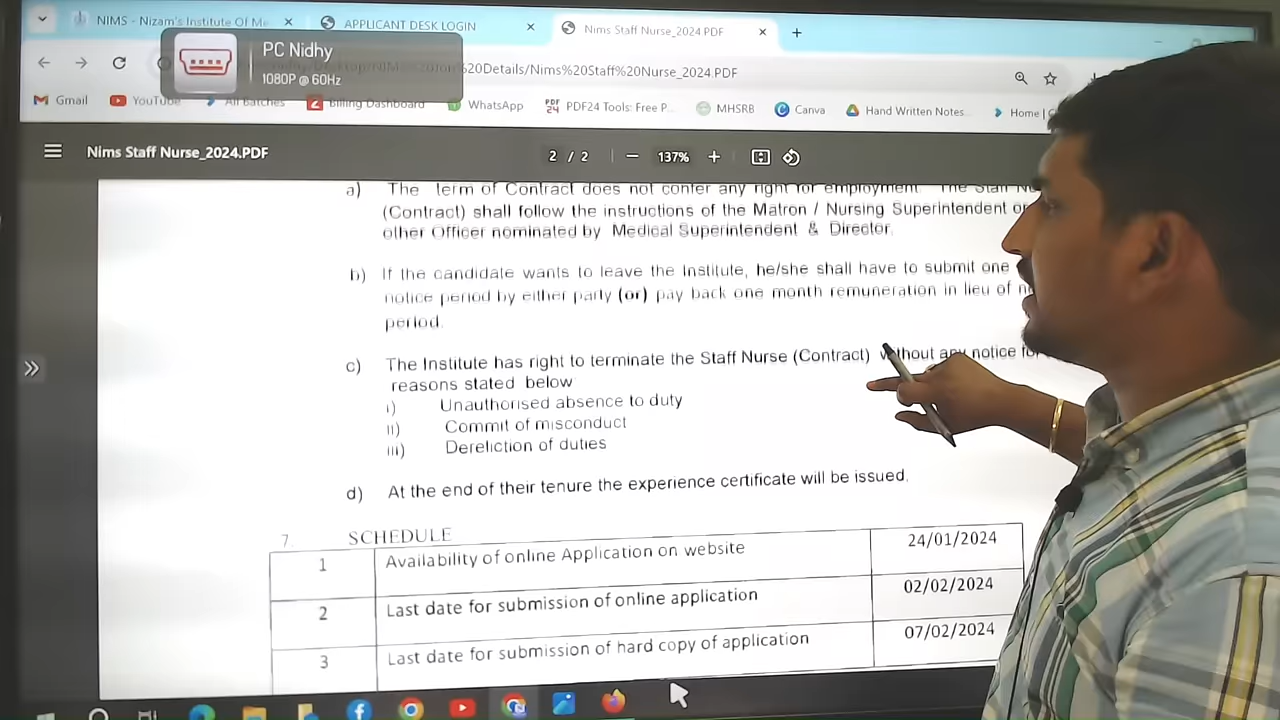 NIMS - Nizam's Institute Of Me
APPLICANT DESK LOGIN
Nims Staff Nurse_2024 PDF
PC Nidhy
1080P @ 60Hz
%20Details/Nims%20Staff%20Nurse_2024.PDF
Gmail YouTube All Batches Billing Dashboard WhatsApp PDF24 Tools: Free P... MHSRB Canva Hand Written Notes... Home |
Nims Staff Nurse_2024.PDF
2 / 2 137%
a) The term of Contract does not confer any right for employment. The Staff
(Contract) shall follow the instructions of the Matron / Nursing Superintendent or
other Officer nominated by Medical Superintendent & Director.
b) If the candidate wants to leave the Institute, he/she shall have to submit one
notice period by either party (or) pay back one month remuneration in lieu of
period.
c) The Institute has right to terminate the Staff Nurse (Contract) without any notice for
reasons stated below
i) Unauthorised absence to duty
ii) Commit of misconduct
iii) Dereliction of duties
d) At the end of their tenure the experience certificate will be issued.
7 SCHEDULE
1 Availability of online Application on website 24/01/2024
2 Last date for submission of online application 02/02/2024
3 Last date for submission of hard copy of application 07/02/2024